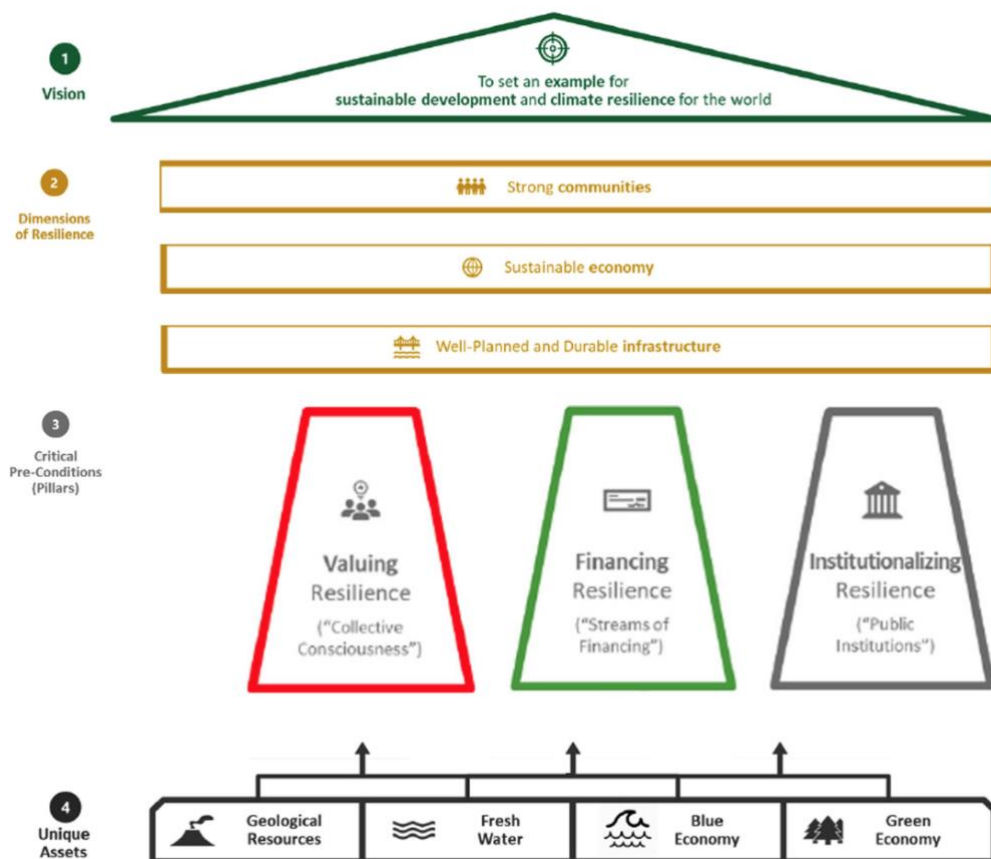 1
Vision
To set an example for
sustainable development and climate resilience for the world
2
Dimensions
of Resilience
Strong communities
Sustainable economy
Well-Planned and Durable infrastructure
3
Critical
Pre-Conditions
(Pillars)
Valuing
Resilience
("Collective
Consciousness")
Financing
Resilience
("Streams of
Financing")
Institutionalizing
Resilience
("Public
Institutions")
4
Unique
Assets
Geological
Resources
Fresh
Water
Blue
Economy
Green
Economy